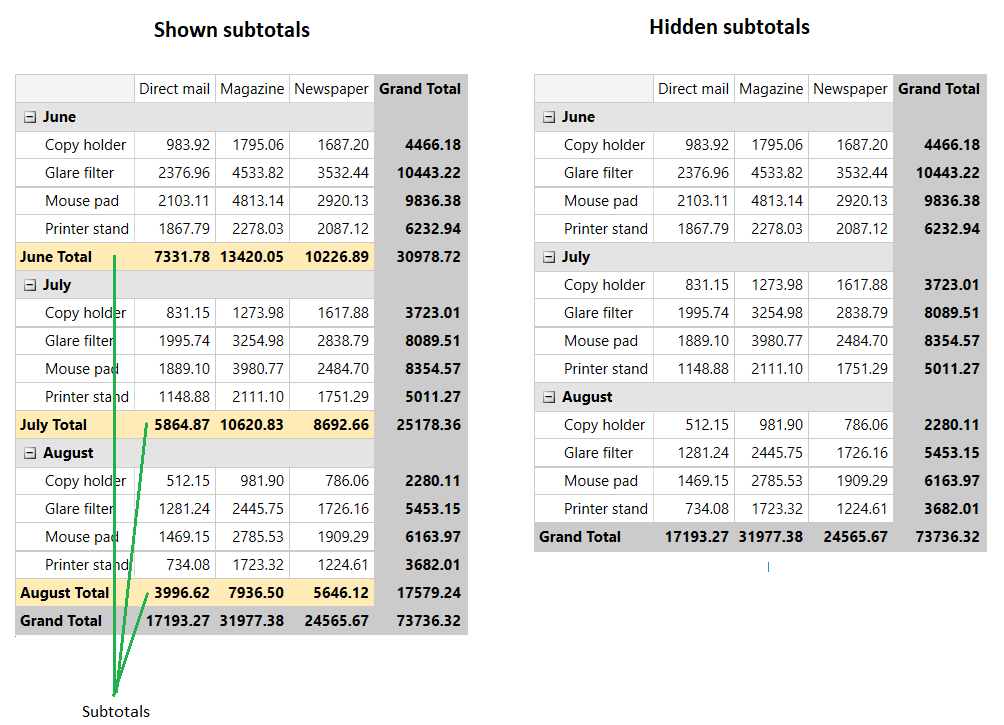 Shown subtotals
Direct mail Magazine Newspaper Grand Total
June
Copy holder 983.92 1795.06 1687.20 4466.18
Glare filter 2376.96 4533.82 3532.44 10443.22
Mouse pad 2103.11 4813.14 2920.13 9836.38
Printer stand 1867.79 2278.03 2087.12 6232.94
June Total 7331.78 13420.05 10226.89 30978.72
July
Copy holder 831.15 1273.98 1617.88 3723.01
Glare filter 1995.74 3254.98 2838.79 8089.51
Mouse pad 1889.10 3980.77 2484.70 8354.57
Printer stand 1148.88 2111.10 1751.29 5011.27
July Total 5864.87 10620.83 8692.66 25178.36
August
Copy holder 512.15 981.90 786.06 2280.11
Glare filter 1281.24 2445.75 1726.16 5453.15
Mouse pad 1469.15 2785.53 1909.29 6163.97
Printer stand 734.08 1723.32 1224.61 3682.01
August Total 3996.62 7936.50 5646.12 17579.24
Grand Total 17193.27 31977.38 24565.67 73736.32
Subtotals
Hidden subtotals
Direct mail Magazine Newspaper Grand Total
June
Copy holder 983.92 1795.06 1687.20 4466.18
Glare filter 2376.96 4533.82 3532.44 10443.22
Mouse pad 2103.11 4813.14 2920.13 9836.38
Printer stand 1867.79 2278.03 2087.12 6232.94
July
Copy holder 831.15 1273.98 1617.88 3723.01
Glare filter 1995.74 3254.98 2838.79 8089.51
Mouse pad 1889.10 3980.77 2484.70 8354.57
Printer stand 1148.88 2111.10 1751.29 5011.27
August
Copy holder 512.15 981.90 786.06 2280.11
Glare filter 1281.24 2445.75 1726.16 5453.15
Mouse pad 1469.15 2785.53 1909.29 6163.97
Printer stand 734.08 1723.32 1224.61 3682.01
Grand Total 17193.27 31977.38 24565.67 73736.32